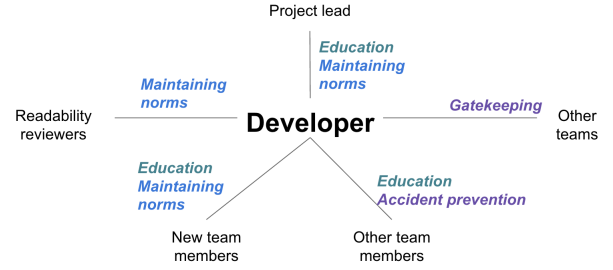 Project lead
Education
Maintaining
norms
Maintaining
norms
Gatekeeping
Readability
reviewers
Developer
Other
teams
Education
Maintaining
norms
Education
Accident prevention
New team
members
Other team
members